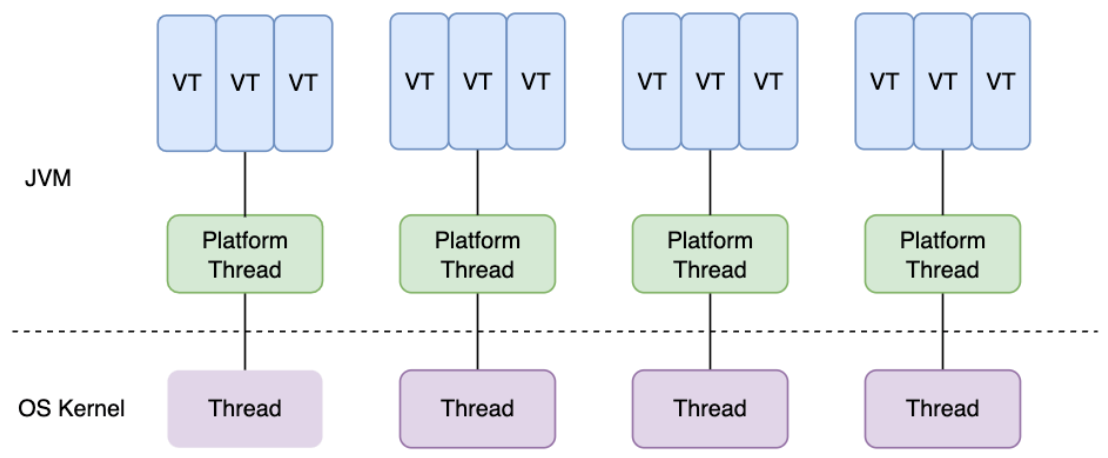 VT VT VT VT VT VT VT VT VT VT VT VT
JVM
Platform Platform Platform Platform
Thread Thread Thread Thread
OS Kernel Thread Thread Thread Thread